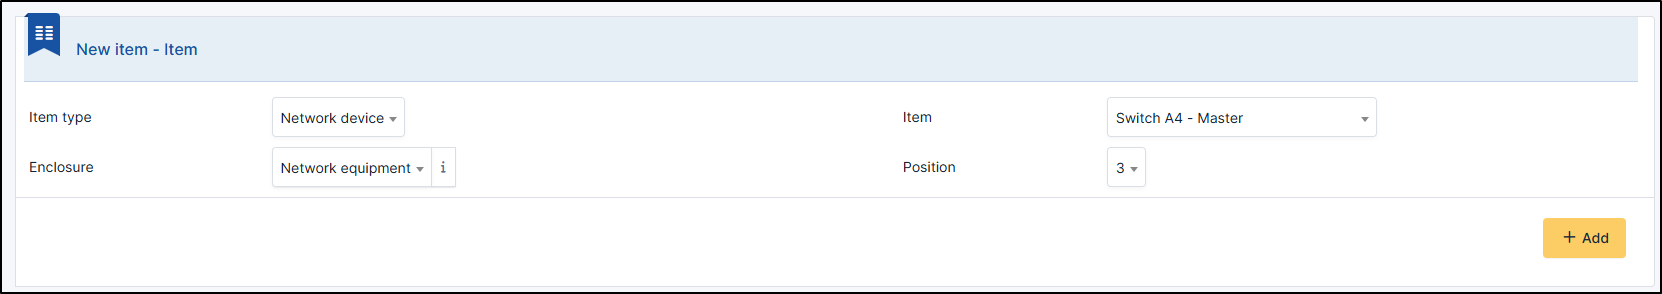 New item - Item
Item type Network device Item Switch A4 - Master
Enclosure Network equipment i Position 3
+ Add